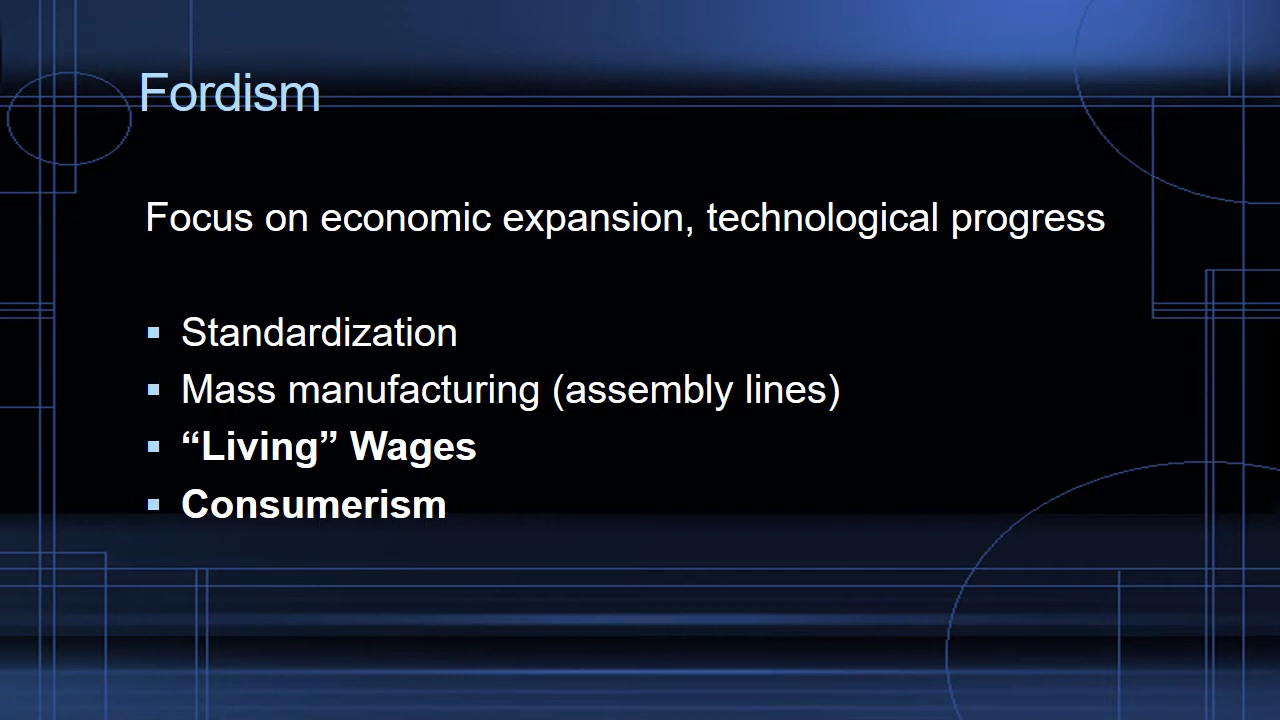 Fordism
Focus on economic expansion, technological progress
▪ Standardization
▪ Mass manufacturing (assembly lines)
▪ “Living” Wages
▪ Consumerism